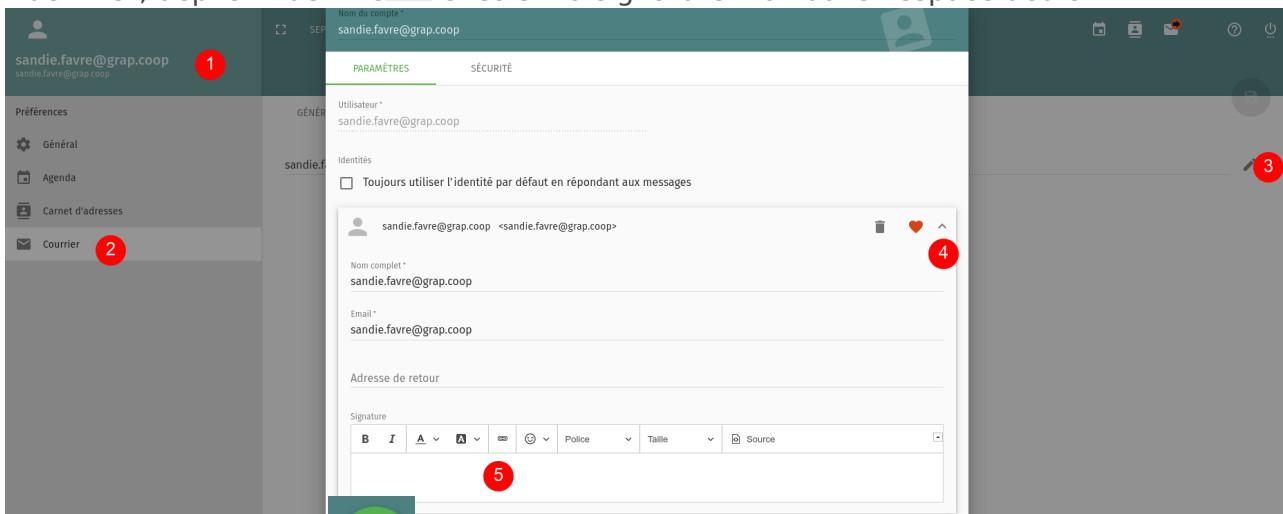 Nom du compte *
sandie.favre@grap.coop
sandie.favre@grap.coop
sandie.favre@grap.coop
1
SEP
PARAMÈTRES SÉCURITÉ
Préférences
Général
Agenda
Carnet d'adresses
Courrier
2
GÉNÉR
sandie.f
3
Utilisateur *
sandie.favre@grap.coop
Identités
Toujours utiliser l'identité par défaut en répondant aux messages
sandie.favre@grap.coop <sandie.favre@grap.coop>
4
Nom complet *
sandie.favre@grap.coop
Email *
sandie.favre@grap.coop
Adresse de retour
Signature
B I A A Police Taille Source
5